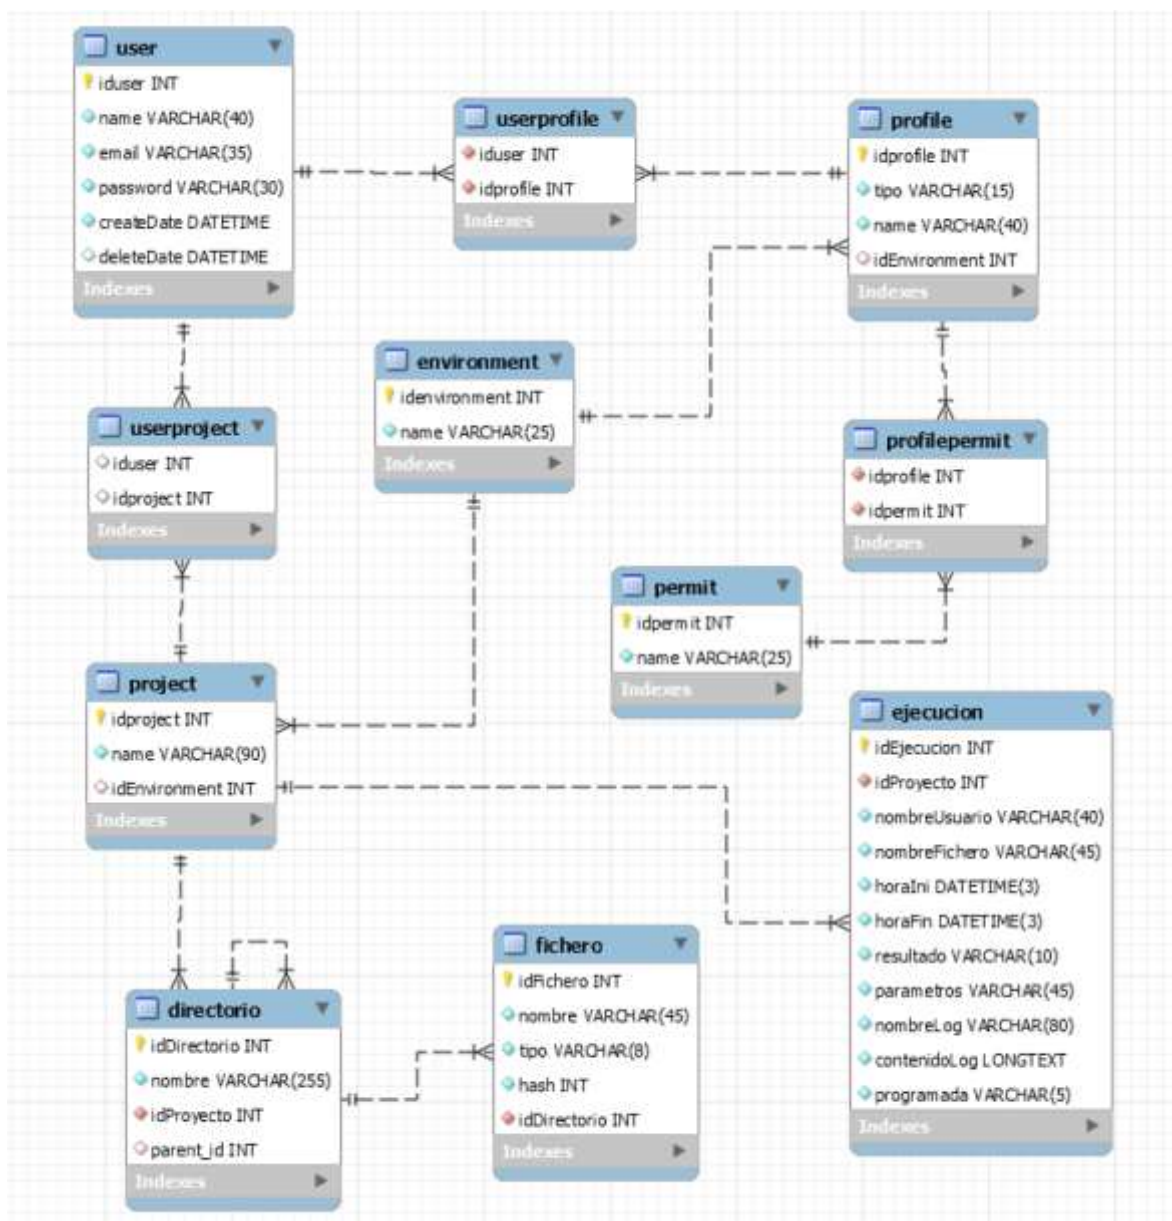 user
iduser INT
name VARCHAR(40)
email VARCHAR(35)
password VARCHAR(30)
createDate DATETIME
deleteDate DATETIME
Indexes
userprofile
iduser INT
idprofile INT
Indexes
profile
idprofile INT
tipo VARCHAR(15)
name VARCHAR(40)
idEnvironment INT
Indexes
environment
idenvironment INT
name VARCHAR(25)
Indexes
userproject
iduser INT
idproject INT
Indexes
profilepermit
idprofile INT
idpermit INT
Indexes
permit
idpermit INT
name VARCHAR(25)
Indexes
project
idproject INT
name VARCHAR(90)
idEnvironment INT
Indexes
ejecucion
idEjecucion INT
idProyecto INT
nombreUsuario VARCHAR(40)
nombreFichero VARCHAR(45)
horaIni DATETIME(3)
horaFin DATETIME(3)
resultado VARCHAR(10)
parametros VARCHAR(45)
nombreLog VARCHAR(80)
contenidoLog LONGTEXT
programada VARCHAR(5)
Indexes
fichero
idFichero INT
nombre VARCHAR(45)
tipo VARCHAR(8)
hash INT
idDirectorio INT
Indexes
directorio
idDirectorio INT
nombre VARCHAR(255)
idProyecto INT
parent_id INT
Indexes